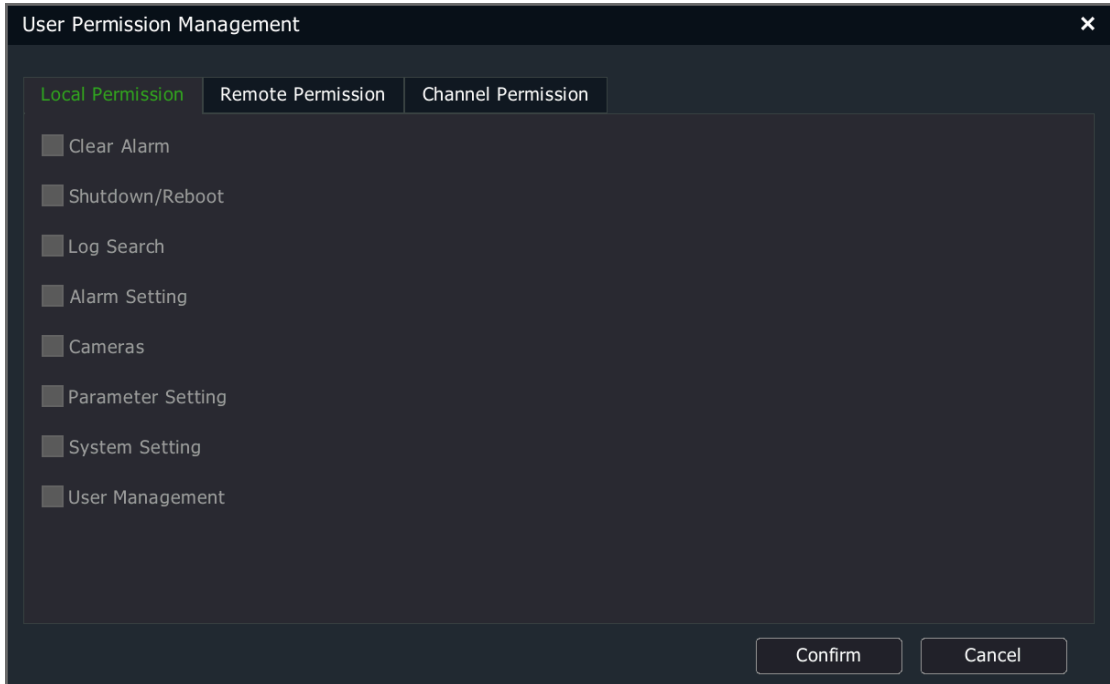 User Permission Management
Local Permission Remote Permission Channel Permission
Clear Alarm
Shutdown/Reboot
Log Search
Alarm Setting
Cameras
Parameter Setting
System Setting
User Management
Confirm Cancel